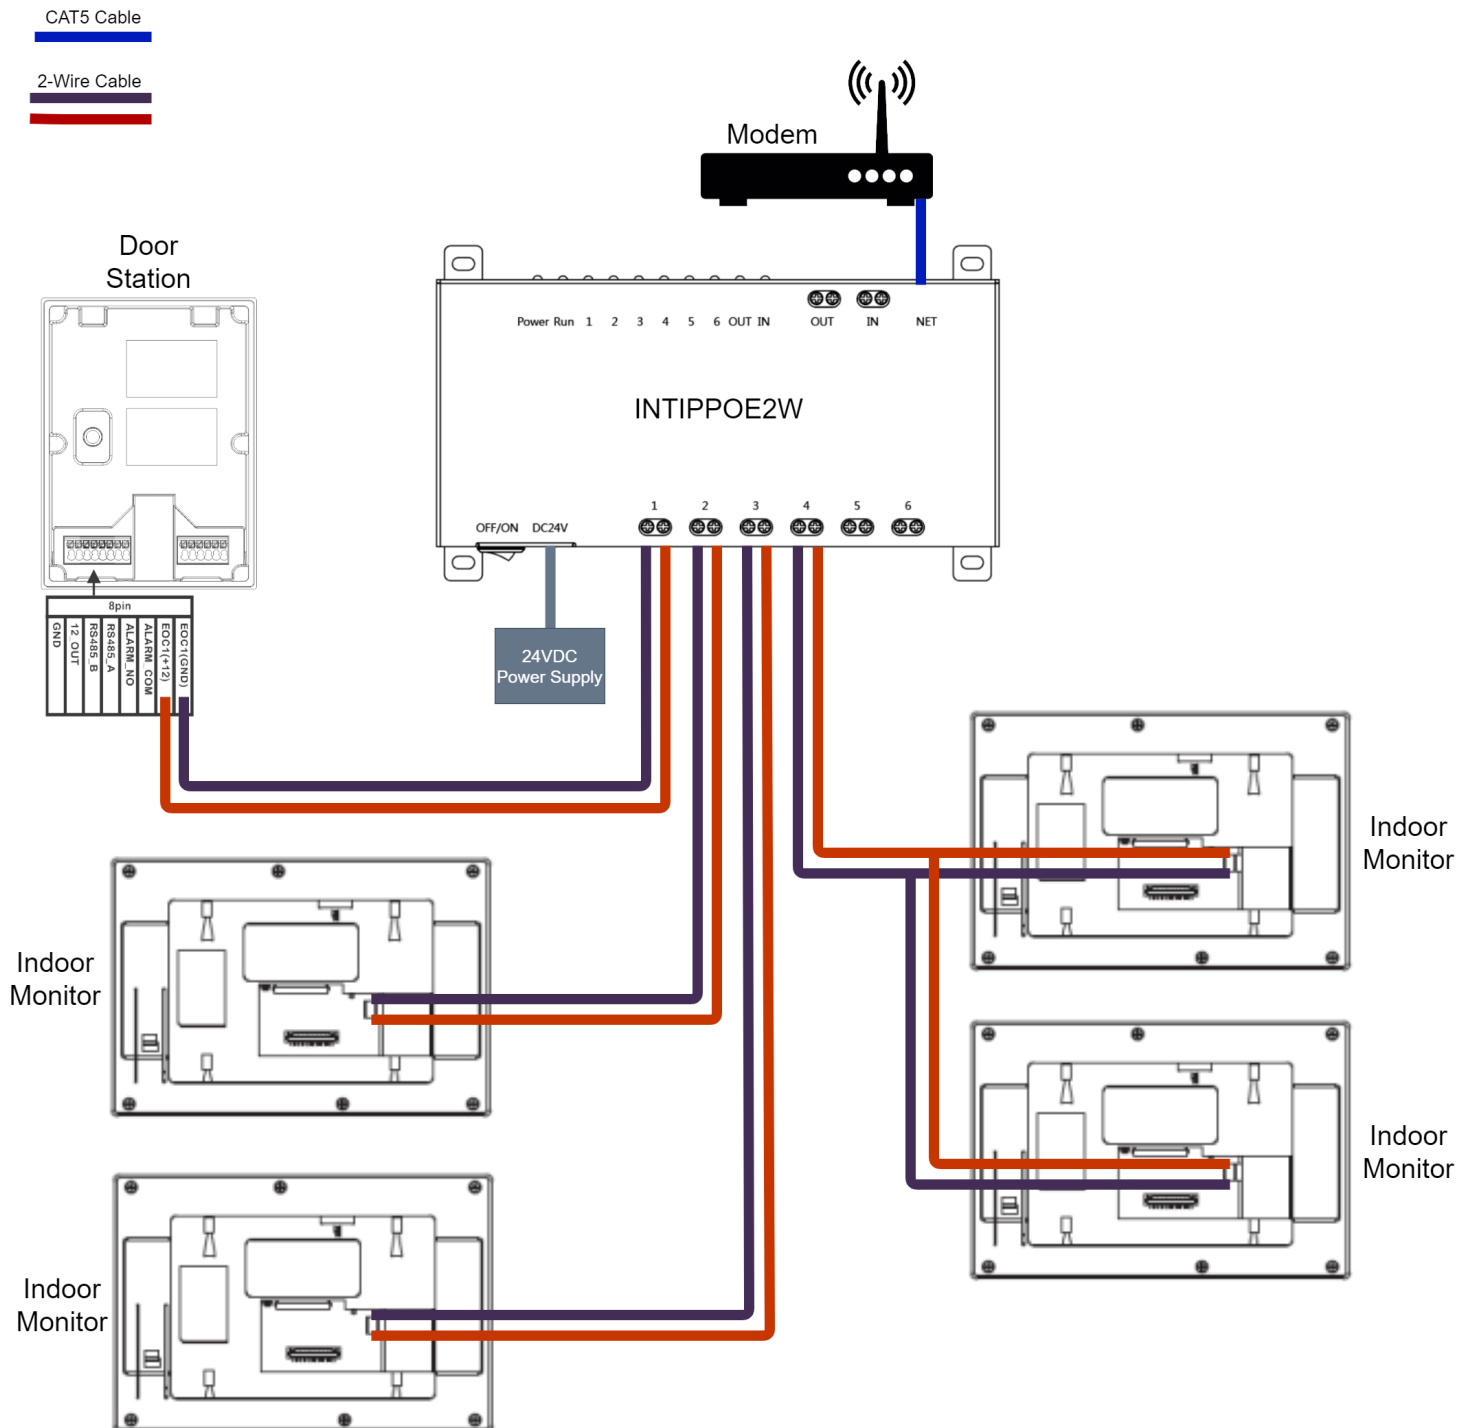 CAT5 Cable
2-Wire Cable
Modem
Door
Station
Power Run 1 2 3 4 5 6 OUT IN OUT IN NET
INTIPPOE2W
1 2 3 4 5 6
OFF/ON DC24V
8pin
GND
12_OUT
RS485_B
RS485_A
ALARM_NO
ALARM_COM
EOC1(+12)
EOC1(GND)
24VDC
Power Supply
Indoor
Monitor
Indoor
Monitor
Indoor
Monitor
Indoor
Monitor